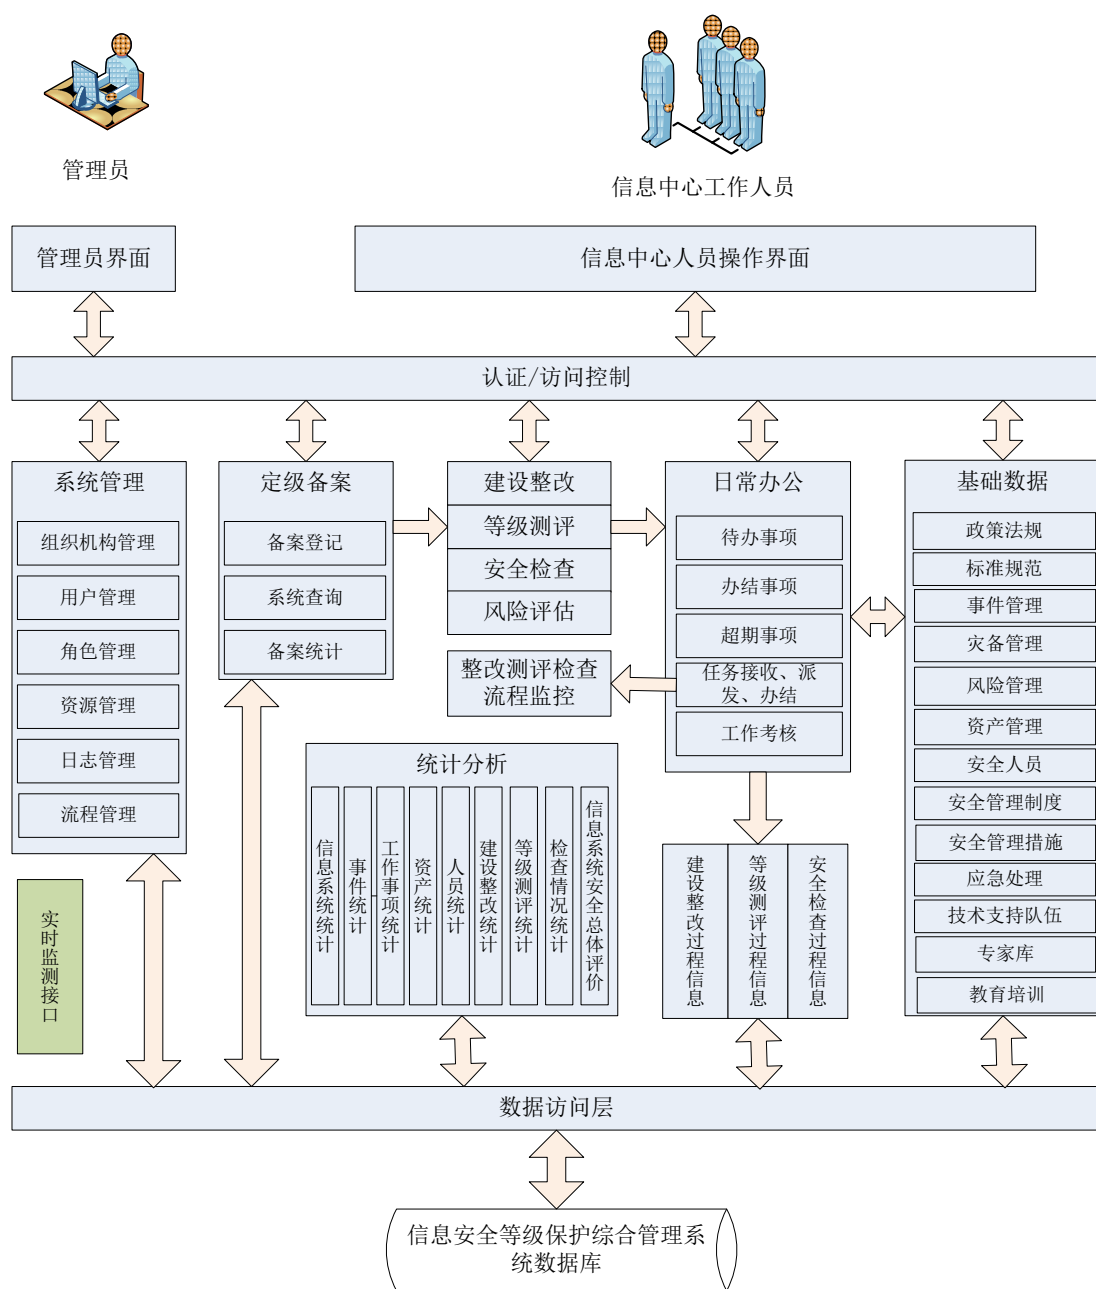 管理员
信息中心工作人员
管理员界面
信息中心人员操作界面
认证/访问控制
系统管理
组织机构管理
用户管理
角色管理
资源管理
日志管理
流程管理
定级备案
备案登记
系统查询
备案统计
建设整改
等级测评
安全检查
风险评估
整改测评检查
流程监控
日常办公
待办事项
办结事项
超期事项
任务接收、派
发、办结
工作考核
基础数据
政策法规
标准规范
事件管理
灾备管理
风险管理
资产管理
安全人员
安全管理制度
安全管理措施
应急处理
技术支持队伍
专家库
教育培训
统计分析
信息系统统计
事件统计
工作事项统计
资产统计
人员统计
建设整改统计
等级测评统计
检查情况统计
信息系统安全总体评价
建设整改过程信息
等级测评过程信息
安全检查过程信息
实时监测接口
数据访问层
信息安全等级保护综合管理系
统数据库